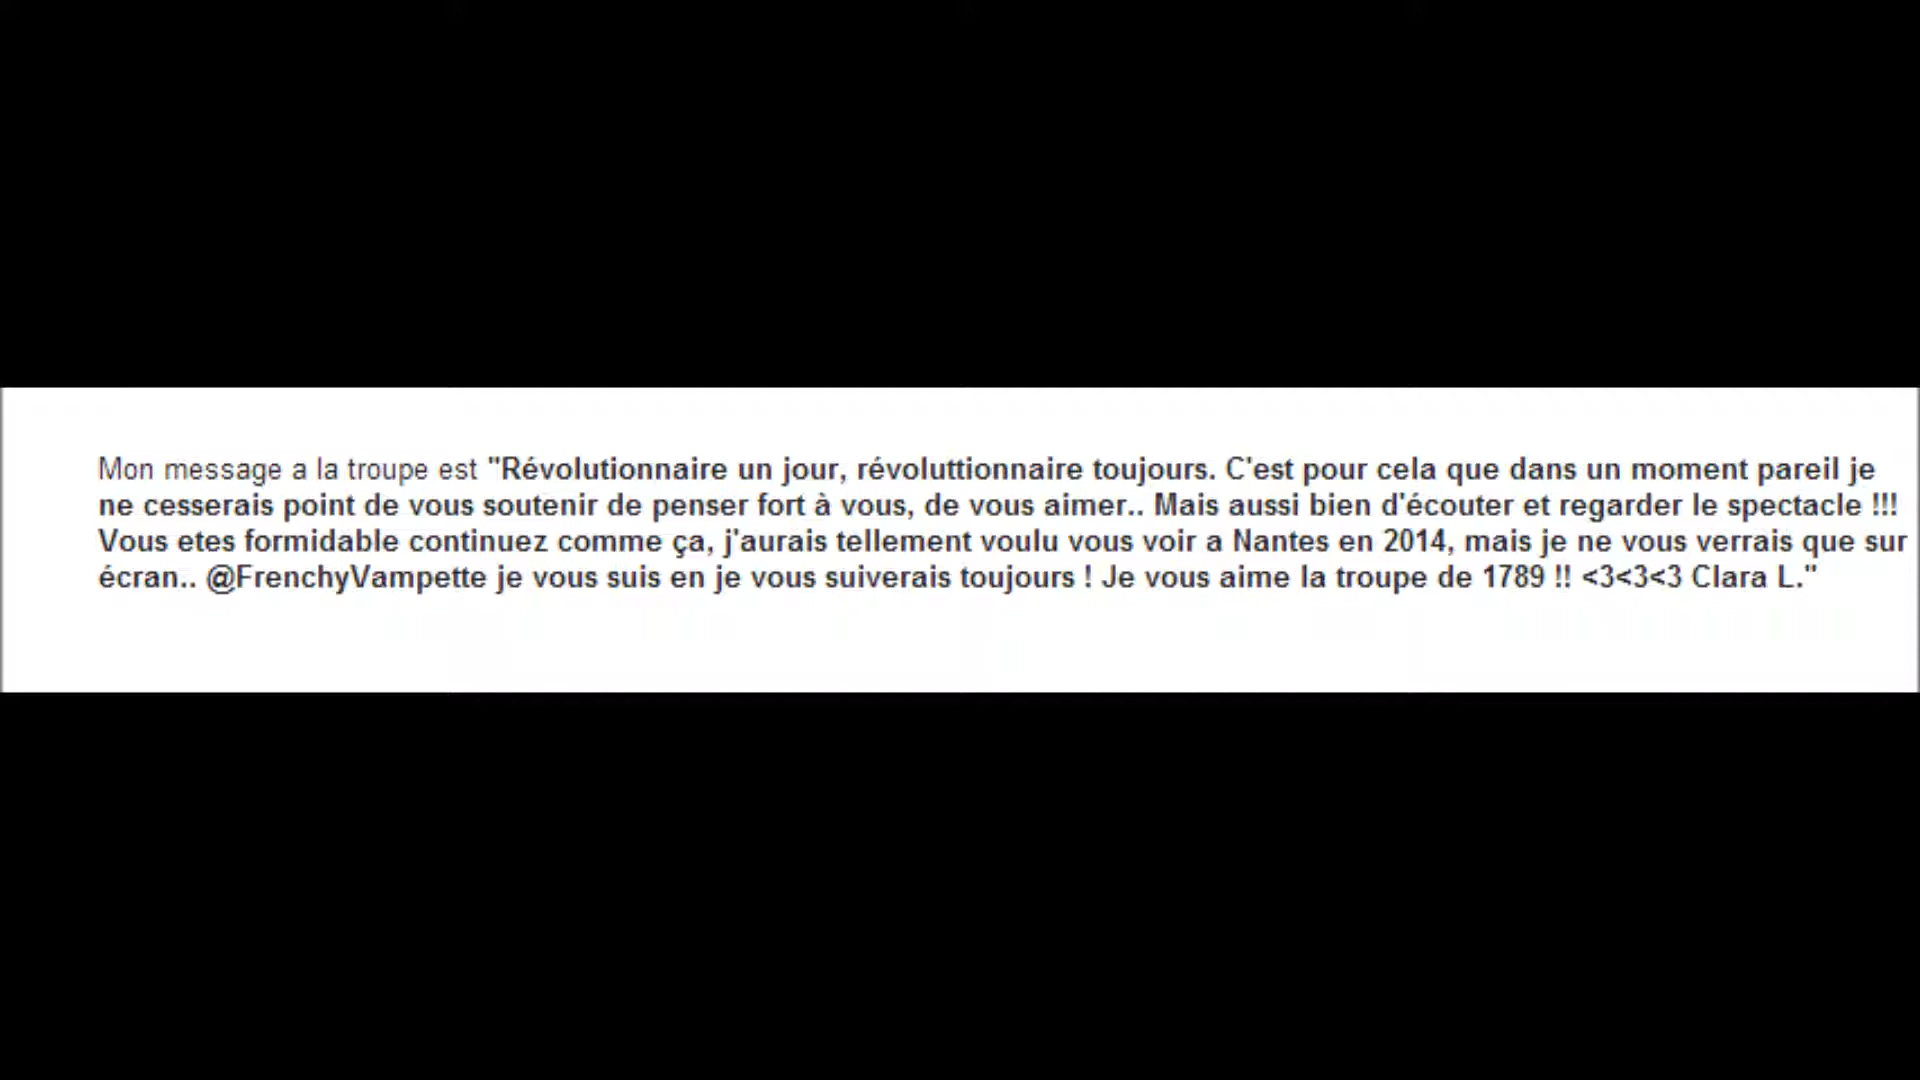 Mon message a la troupe est "Révolutionnaire un jour, révoluttionnaire toujours. C'est pour cela que dans un moment pareil je
ne cesserais point de vous soutenir de penser fort à vous, de vous aimer.. Mais aussi bien d'écouter et regarder le spectacle !!!
Vous etes formidable continuez comme ça, j'aurais tellement voulu vous voir a Nantes en 2014, mais je ne vous verrais que sur
écran.. @FrenchyVampette je vous suis en je vous suiverais toujours ! Je vous aime la troupe de 1789 !! <3<3<3 Clara L."